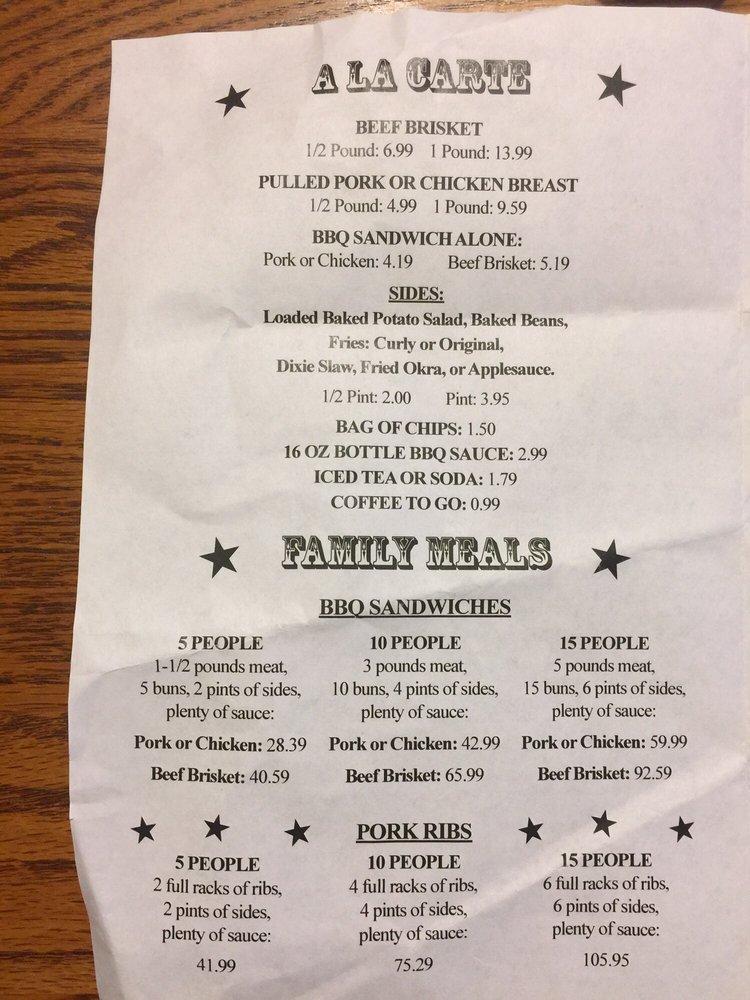 A LA CARTE
BEEF BRISKET
1/2 Pound: 6.99 1 Pound: 13.99
PULLED PORK OR CHICKEN BREAST
1/2 Pound: 4.99 1 Pound: 9.59
BBQ SANDWICH ALONE:
Pork or Chicken: 4.19 Beef Brisket: 5.19
SIDES:
Loaded Baked Potato Salad, Baked Beans,
Fries: Curly or Original,
Dixie Slaw, Fried Okra, or Applesauce.
1/2 Pint: 2.00 Pint: 3.95
BAG OF CHIPS: 1.50
16 OZ BOTTLE BBQ SAUCE: 2.99
ICED TEA OR SODA: 1.79
COFFEE TO GO: 0.99
FAMILY MEALS
BBQ SANDWICHES
5 PEOPLE
1-1/2 pounds meat,
5 buns, 2 pints of sides,
plenty of sauce:
Pork or Chicken: 28.39
Beef Brisket: 40.59
10 PEOPLE
3 pounds meat,
10 buns, 4 pints of sides,
plenty of sauce:
Pork or Chicken: 42.99
Beef Brisket: 65.99
15 PEOPLE
5 pounds meat,
15 buns, 6 pints of sides,
plenty of sauce:
Pork or Chicken: 59.99
Beef Brisket: 92.59
PORK RIBS
5 PEOPLE
2 full racks of ribs,
2 pints of sides,
plenty of sauce:
41.99
10 PEOPLE
4 full racks of ribs,
4 pints of sides,
plenty of sauce:
75.29
15 PEOPLE
6 full racks of ribs,
6 pints of sides,
plenty of sauce:
105.95